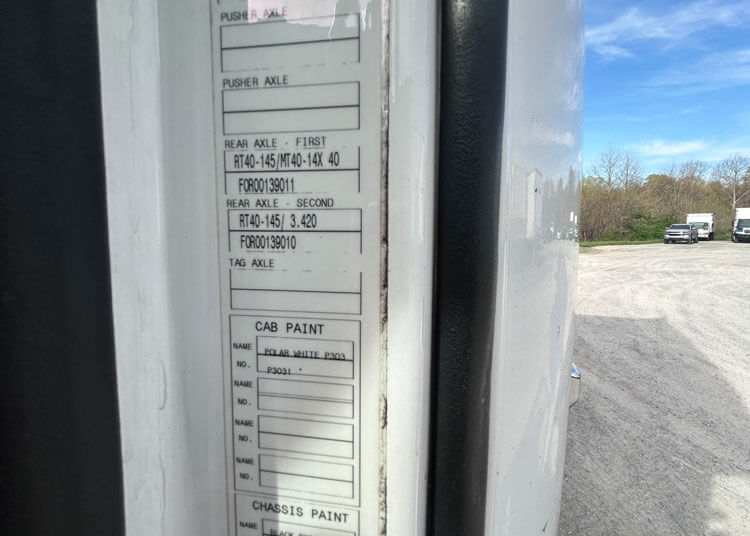 PUSHER AXLE
PUSHER AXLE
REAR AXLE - FIRST
RT40-145/MT40-14X 40
FOR00139011
REAR AXLE - SECOND
RT40-145/ 3.420
FOR00139010
TAG AXLE
CAB PAINT
NAME POLAR WHITE P303
NO. P3031
NAME
NO.
NAME
NO.
NAME
NO.
CHASSIS PAINT
NAME BLACK